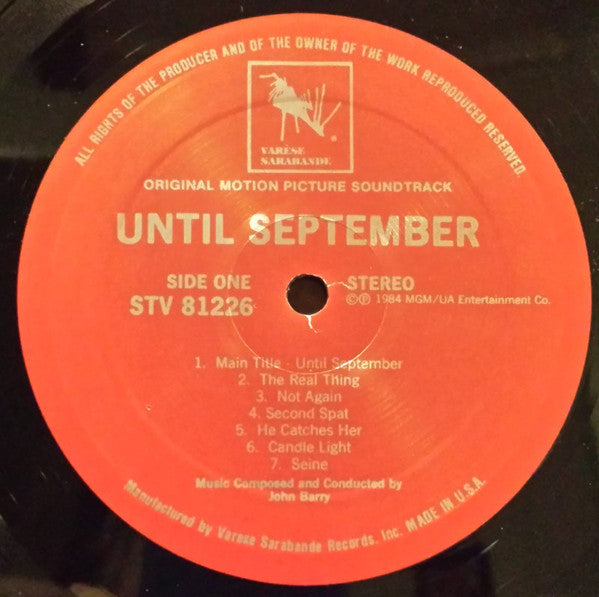 ALL RIGHTS OF THE PRODUCER AND OF THE OWNER OF THE WORK REPRODUCED RESERVED.
VARÈSE
SARABANDE
®
ORIGINAL MOTION PICTURE SOUNDTRACK
UNTIL SEPTEMBER
SIDE ONE
STV 81226
STEREO
©℗ 1984 MGM/UA Entertainment Co.
1. Main Title - Until September
2. The Real Thing
3. Not Again
4. Second Spat
5. He Catches Her
6. Candle Light
7. Seine
Music Composed and Conducted by
John Barry
Manufactured by Varese Sarabande Records, Inc. MADE IN U.S.A.